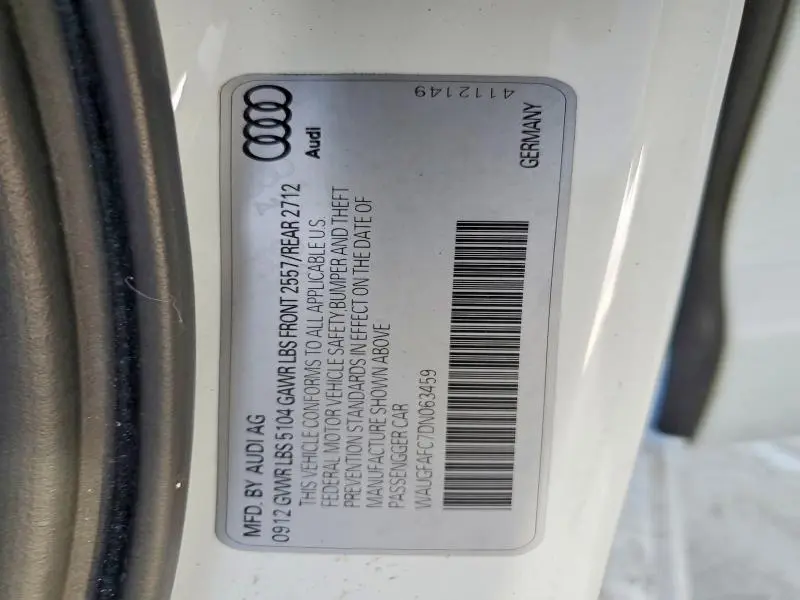 MFD. BY AUDI AG
0912 GVWR LBS 5104 GAWR LBS FRONT 2557/REAR 2712
THIS VEHICLE CONFORMS TO ALL APPLICABLE U.S.
FEDERAL MOTOR VEHICLE SAFETY,BUMPER AND THEFT
PREVENTION STANDARDS IN EFFECT ON THE DATE OF
MANUFACTURE SHOWN ABOVE
PASSENGGER CAR
WAUGFAFC7DN063459
Audi
GERMANY
4112149